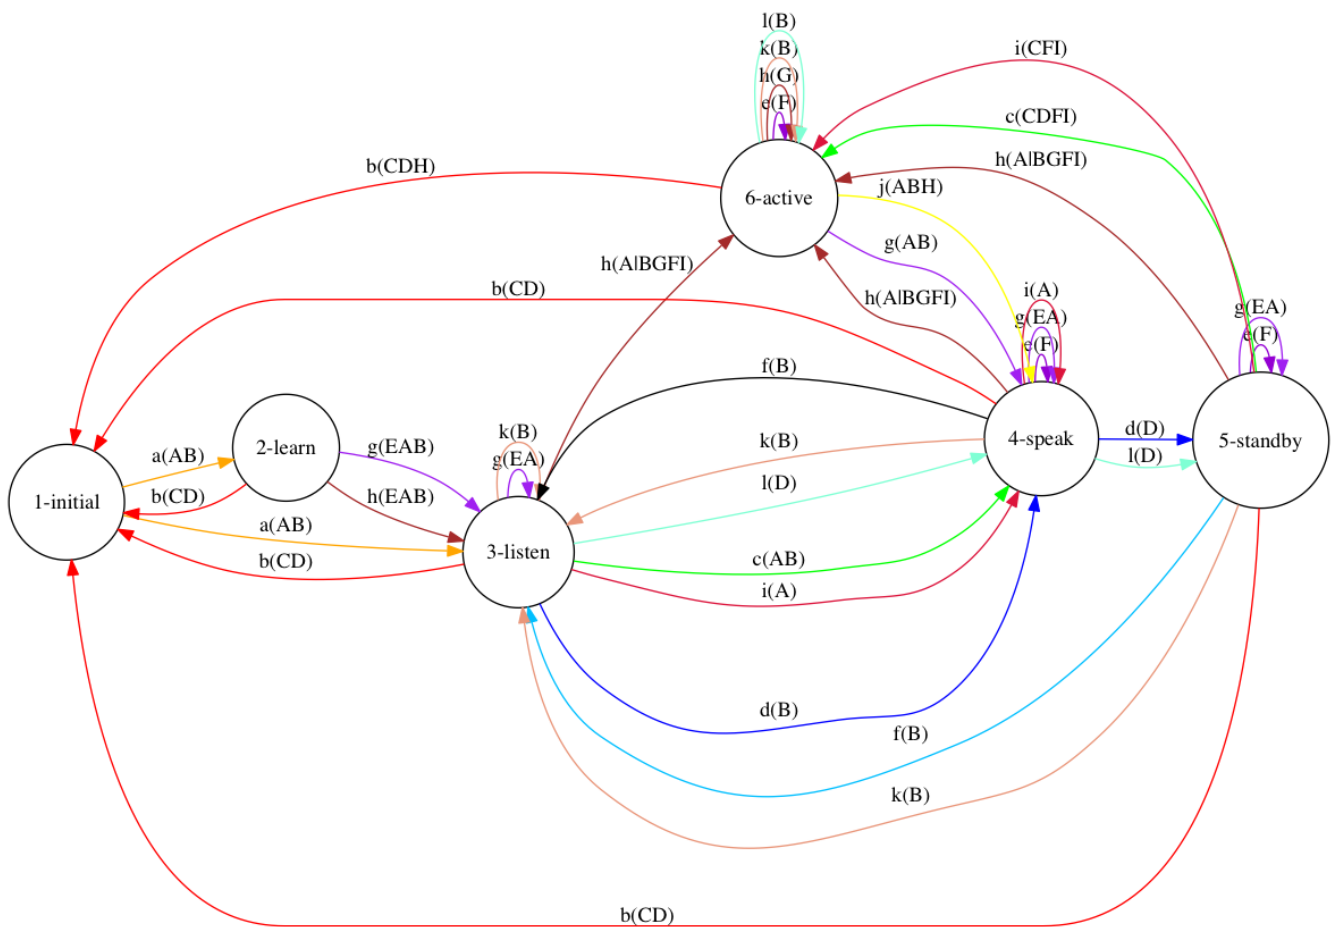 l(B)
k(B)
h(G)
e(F)
i(CFI)
c(CDFI)
h(A|BGFI)
b(CDH)
6-active
j(ABH)
g(AB)
h(A|BGFI)
h(A|BGFI)
b(CD)
i(A)
g(EA)
e(F)
g(EA)
e(F)
f(B)
k(B)
g(EA)
2-learn
g(EAB)
h(EAB)
a(AB)
b(CD)
1-initial
a(AB)
b(CD)
3-listen
k(B)
l(D)
c(AB)
i(A)
4-speak
d(D)
l(D)
5-standby
d(B)
f(B)
k(B)
b(CD)